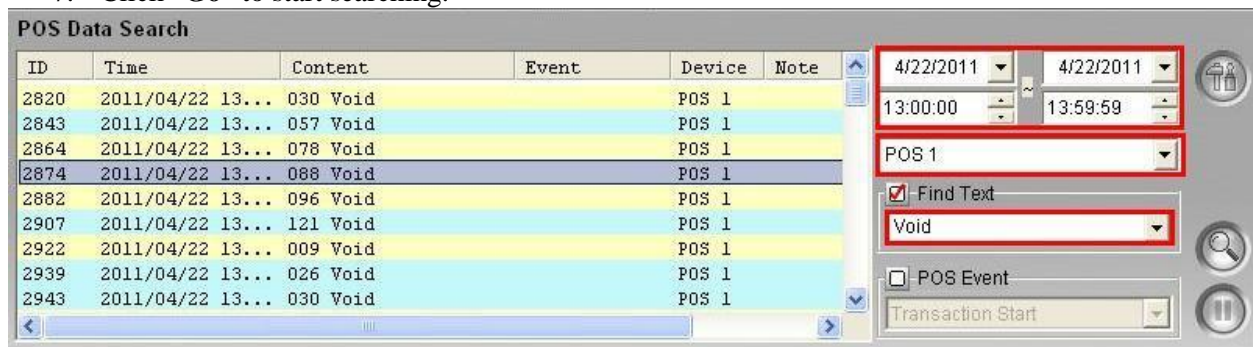 POS Data Search
ID Time Content Event Device Note
2820 2011/04/22 13... 030 Void POS 1
2843 2011/04/22 13... 057 Void POS 1
2864 2011/04/22 13... 078 Void POS 1
2874 2011/04/22 13... 088 Void POS 1
2882 2011/04/22 13... 096 Void POS 1
2907 2011/04/22 13... 121 Void POS 1
2922 2011/04/22 13... 009 Void POS 1
2939 2011/04/22 13... 026 Void POS 1
2943 2011/04/22 13... 030 Void POS 1
4/22/2011 ~ 4/22/2011
13:00:00 13:59:59
POS 1
Find Text
Void
POS Event
Transaction Start